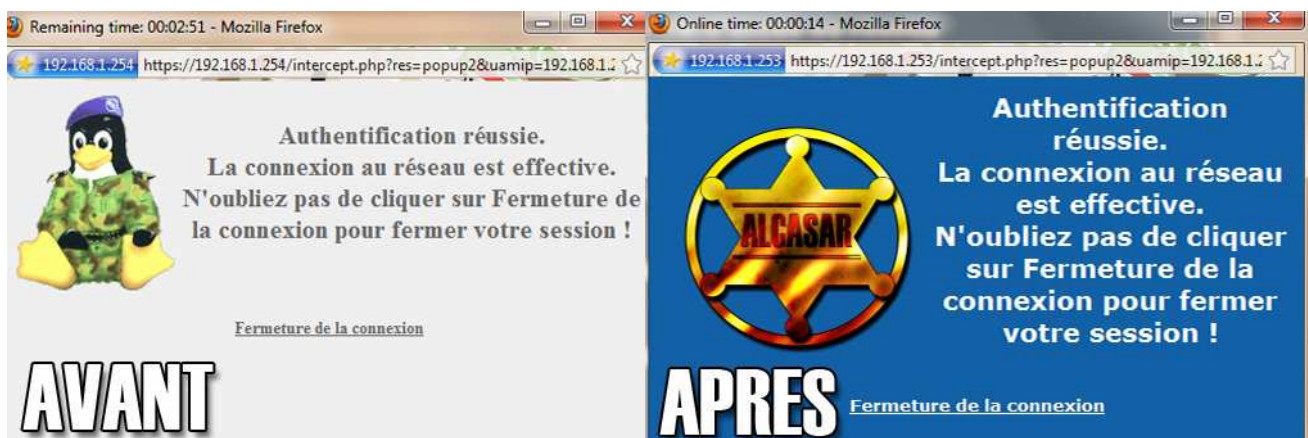 Remaining time: 00:02:51 - Mozilla Firefox
192.168.1.254 https://192.168.1.254/intercept.php?res=popup2&uamip=192.168.1.2
Authentification réussie.
La connexion au réseau est effective.
N'oubliez pas de cliquer sur Fermeture de
la connexion pour fermer votre session !
Fermeture de la connexion
AVANT
Online time: 00:00:14 - Mozilla Firefox
192.168.1.253 https://192.168.1.253/intercept.php?res=popup2&uamip=192.168.1.2
ALCASAR
Authentification
réussie.
La connexion au réseau
est effective.
N'oubliez pas de cliquer
sur Fermeture de la
connexion pour fermer
votre session !
Fermeture de la connexion
APRES